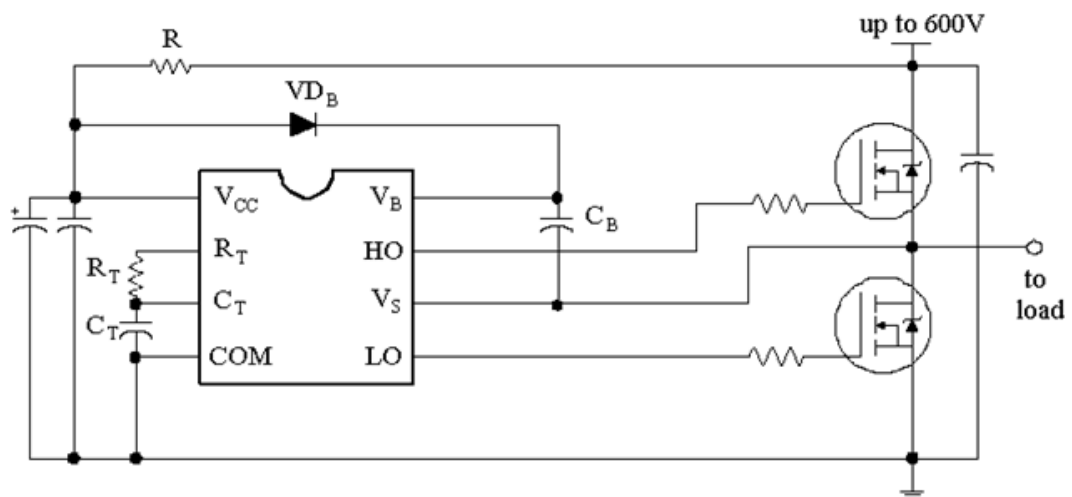 up to 600V
R
VD_B
V_CC
V_B
C_B
R_T
HO
R_T
C_T
V_S
C_T
COM
LO
to
load
+